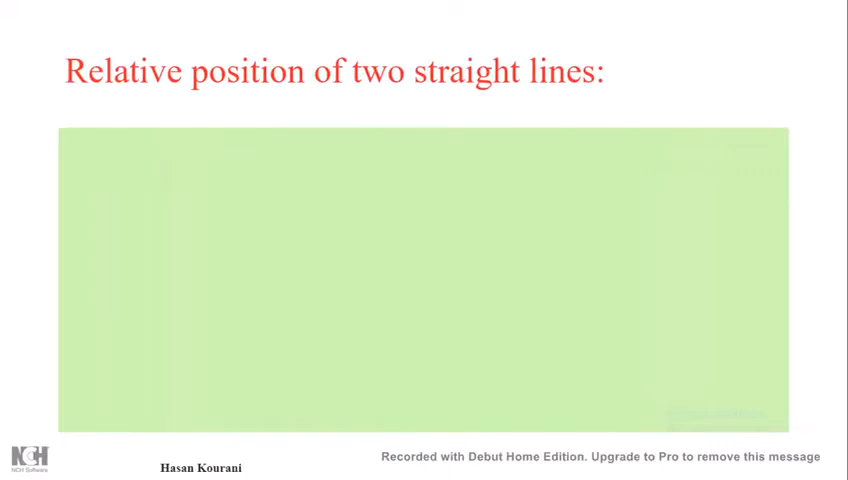 Relative position of two straight lines:
NCH
NCH Software
Hasan Kourani
Recorded with Debut Home Edition. Upgrade to Pro to remove this message